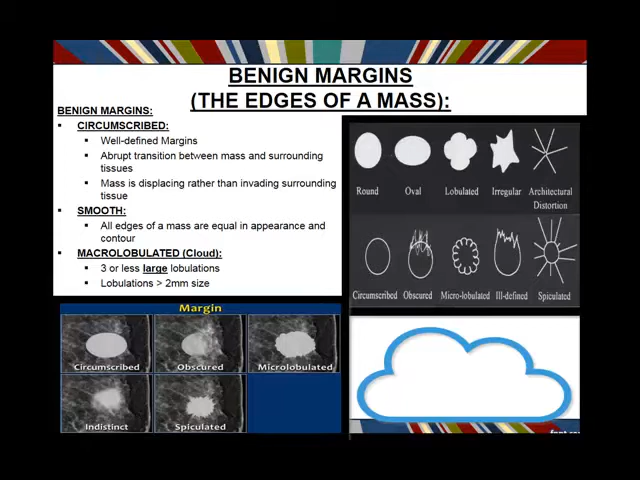 BENIGN MARGINS
(THE EDGES OF A MASS):
BENIGN MARGINS:
CIRCUMSCRIBED:
Well-defined Margins
Abrupt transition between mass and surrounding
tissues
Mass is displacing rather than invading surrounding
tissue
SMOOTH:
All edges of a mass are equal in appearance and
contour
MACROLOBULATED (Cloud):
3 or less large lobulations
Lobulations > 2mm size
Round Oval Lobulated Irregular Architectural
Distortion
Circumscribed Obscured Micro-lobulated Ill-defined Spiculated
Margin
Circumscribed Obscured Microlobulated
Indistinct Spiculated